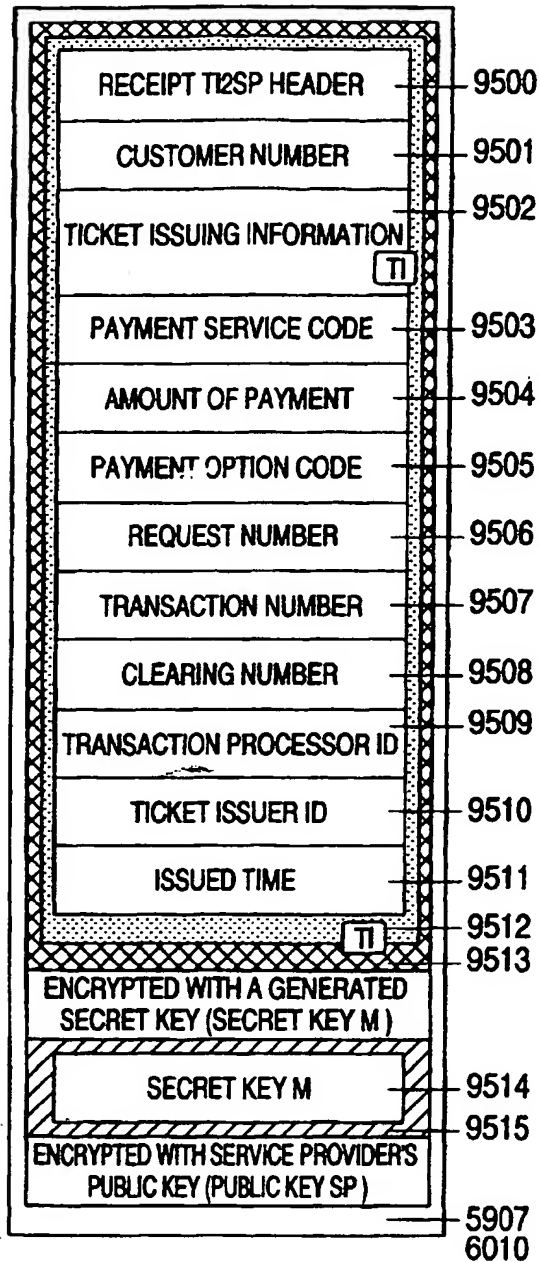 RECEIPT TI2SP HEADER 9500
CUSTOMER NUMBER 9501
9502
TICKET ISSUING INFORMATION
TI
PAYMENT SERVICE CODE 9503
AMOUNT OF PAYMENT 9504
PAYMENT OPTION CODE 9505
REQUEST NUMBER 9506
TRANSACTION NUMBER 9507
CLEARING NUMBER 9508
9509
TRANSACTION PROCESSOR ID
TICKET ISSUER ID 9510
ISSUED TIME 9511
TI 9512
9513
ENCRYPTED WITH A GENERATED
SECRET KEY (SECRET KEY M)
SECRET KEY M 9514
9515
ENCRYPTED WITH SERVICE PROVIDER'S
PUBLIC KEY (PUBLIC KEY SP)
5907
6010